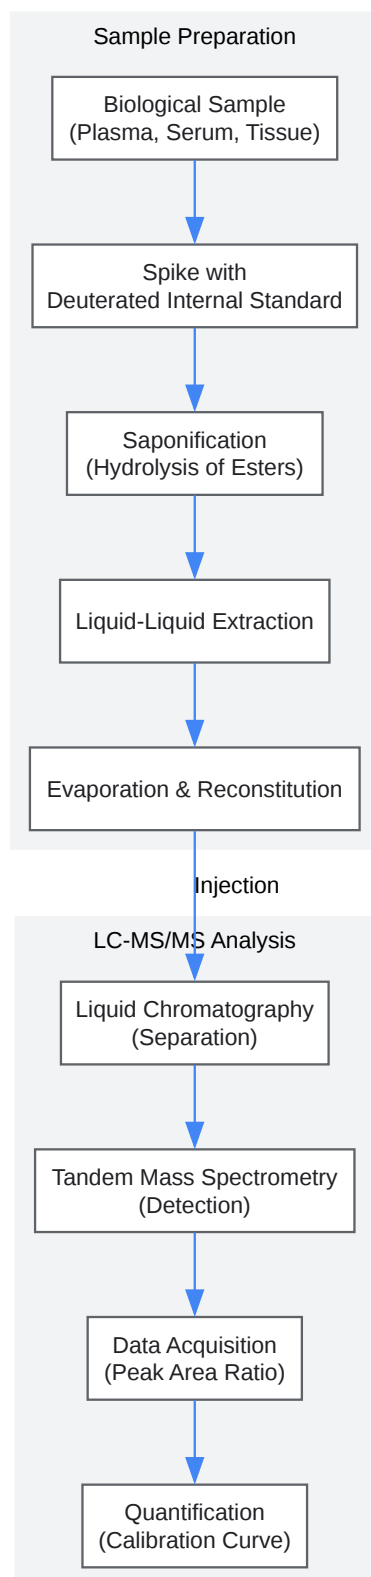 Sample Preparation
Biological Sample
(Plasma, Serum, Tissue)
Spike with
Deuterated Internal Standard
Saponification
(Hydrolysis of Esters)
Liquid-Liquid Extraction
Evaporation & Reconstitution
Injection
LC-MS/MS Analysis
Liquid Chromatography
(Separation)
Tandem Mass Spectrometry
(Detection)
Data Acquisition
(Peak Area Ratio)
Quantification
(Calibration Curve)